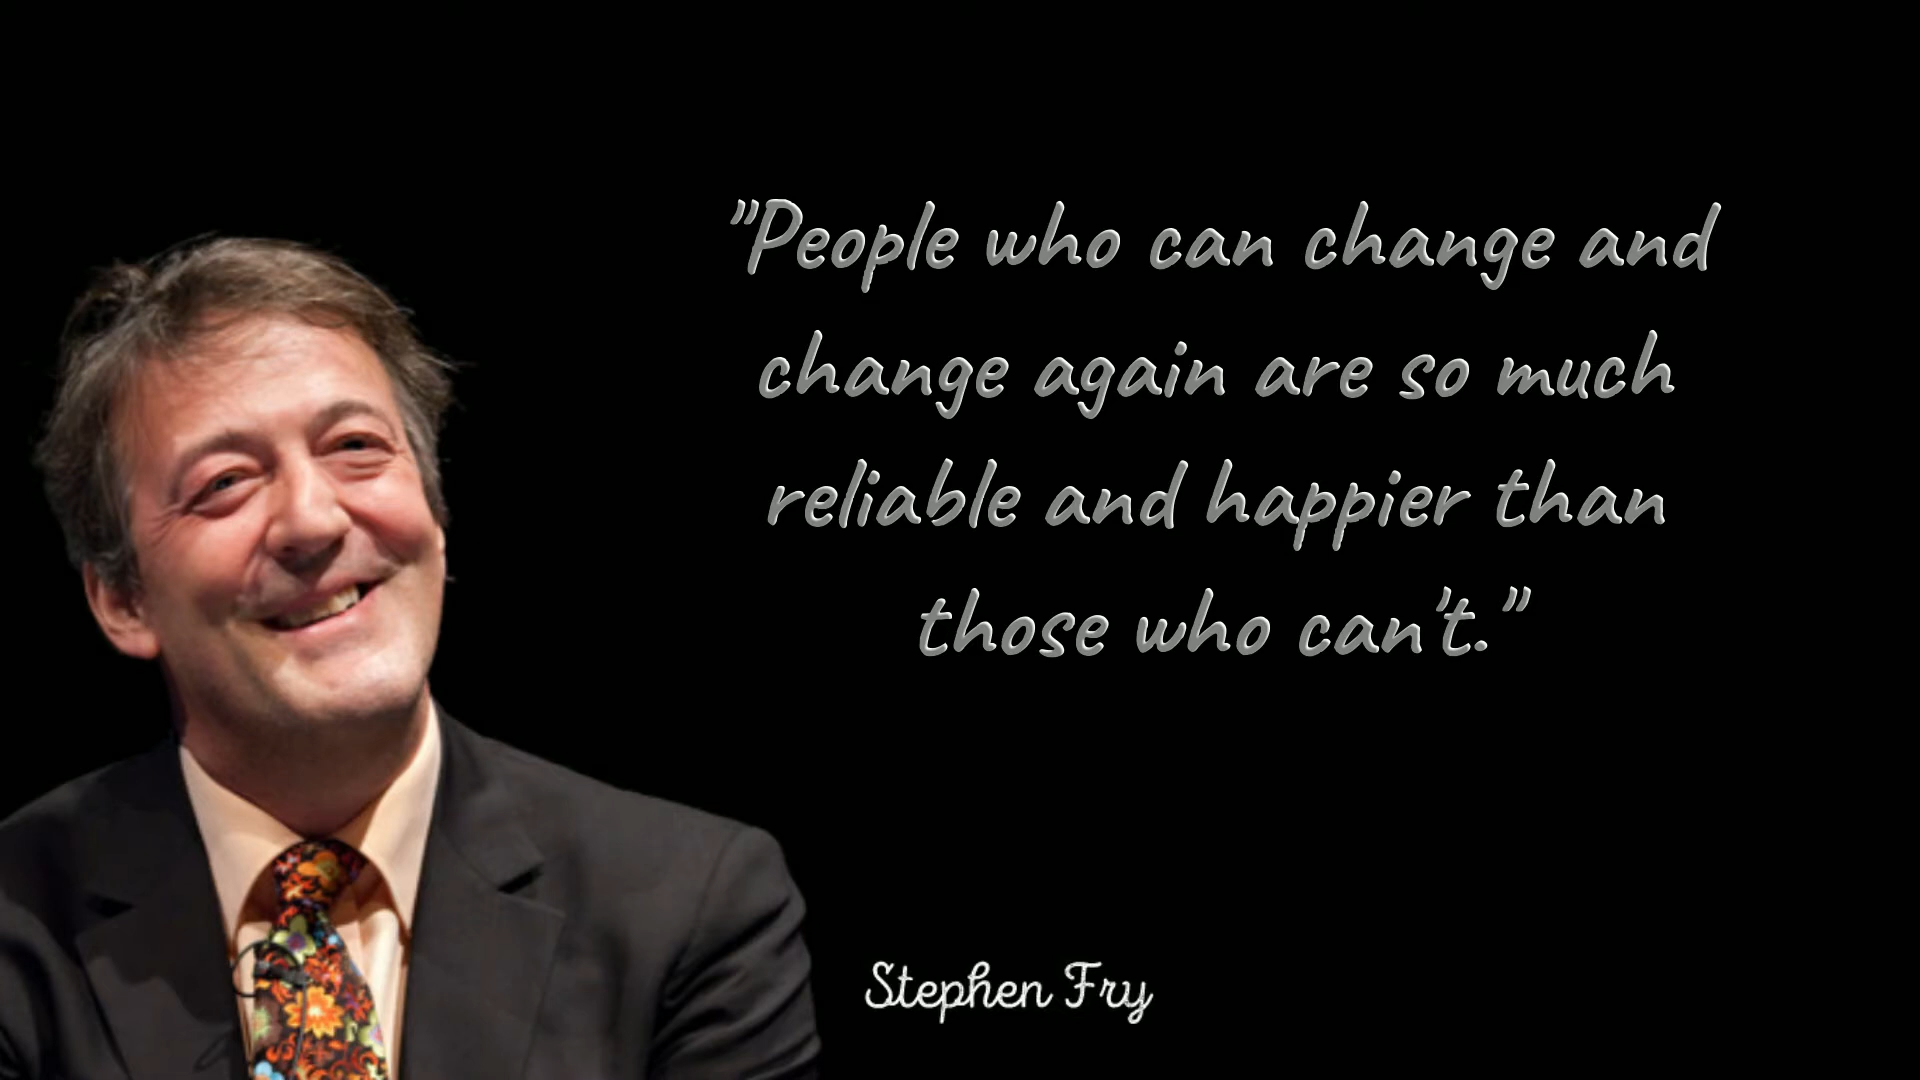 "People who can change and
change again are so much
reliable and happier than
those who can't."
Stephen Fry